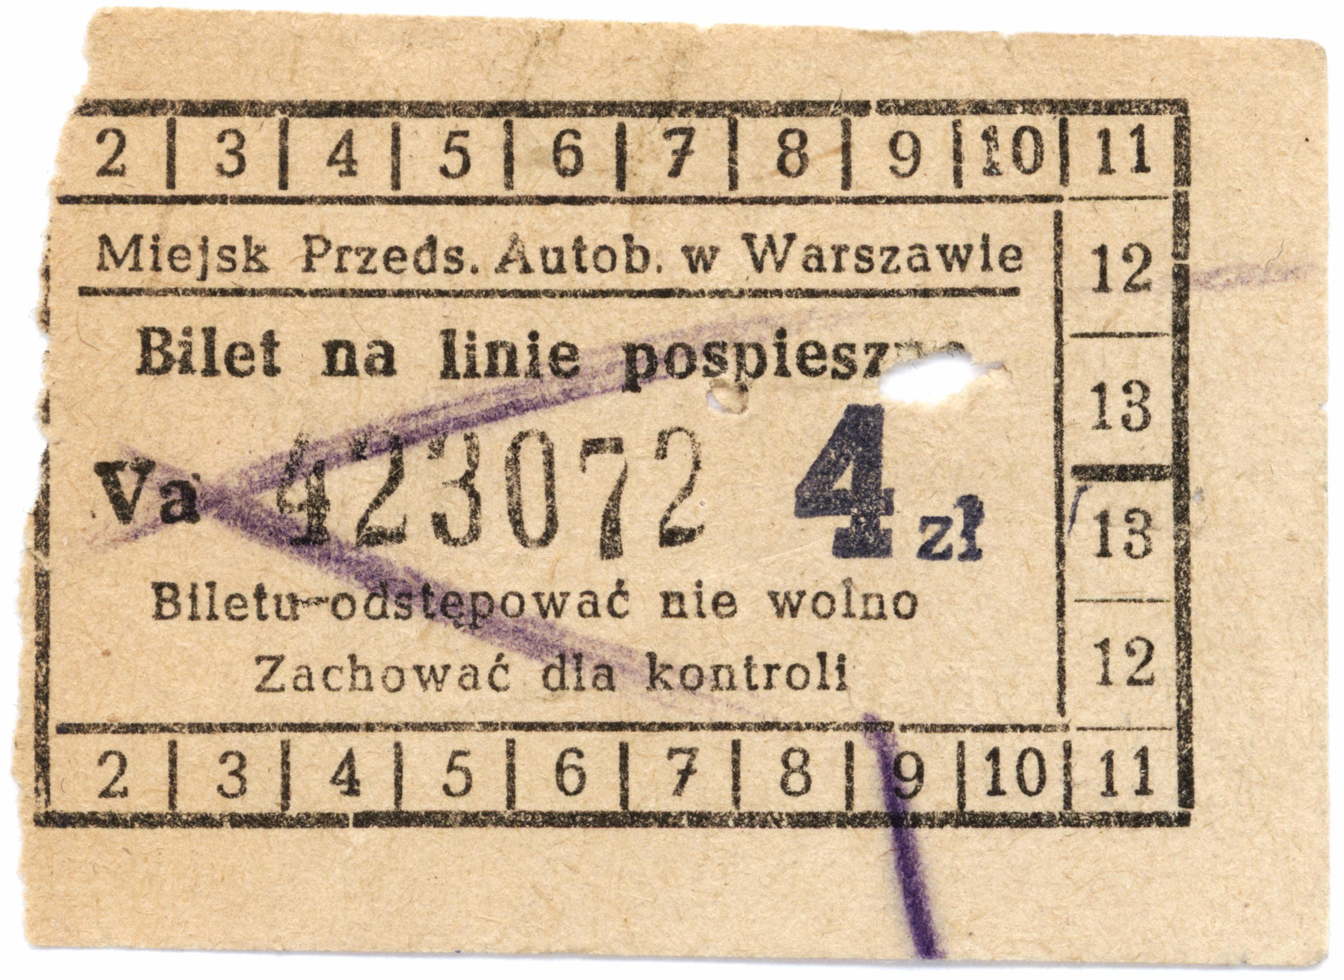 2 3 4 5 6 7 8 9 10 11
Miejsk Przeds. Autob. w Warszawie
12
Bilet na linie pospieszne
13
Va 423072 4 zł
13
Biletu odstępować nie wolno
12
Zachować dla kontroli
2 3 4 5 6 7 8 9 10 11